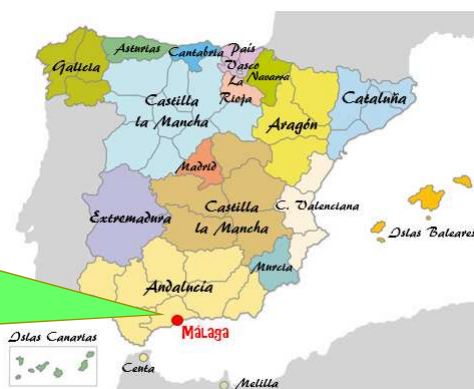 Asturias
Cantabria
País
Vasco
Galicia
Navarra
La
Rioja
Castilla
la Mancha
Cataluña
Aragón
Madrid
Castilla
la Mancha
C. Valenciana
Extremadura
Islas Baleares
Murcia
Andalucía
Málaga
Islas Canarias
Ceuta
Melilla